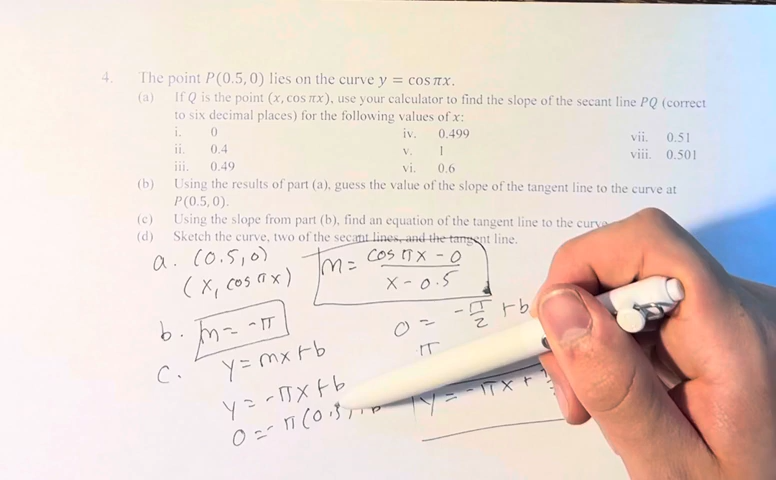 4. The point P(0.5, 0) lies on the curve y = cos πx.
(a) If Q is the point (x, cos πx), use your calculator to find the slope of the secant line PQ (correct
to six decimal places) for the following values of x:
i. 0 iv. 0.499 vii. 0.51
ii. 0.4 v. 1 viii. 0.501
iii. 0.49 vi. 0.6
(b) Using the results of part (a), guess the value of the slope of the tangent line to the curve at
P(0.5, 0).
(c) Using the slope from part (b), find an equation of the tangent line to the curve
(d) Sketch the curve, two of the secant lines, and the tangent line.
a. (0.5, 0)
(x, cos πx)
m = (cos πx - 0)/(x - 0.5)
b. m = -π
c. y = mx + b
y = -πx + b
0 = -π(0.5) + b
0 = -π/2 + b
π
y = -πx +